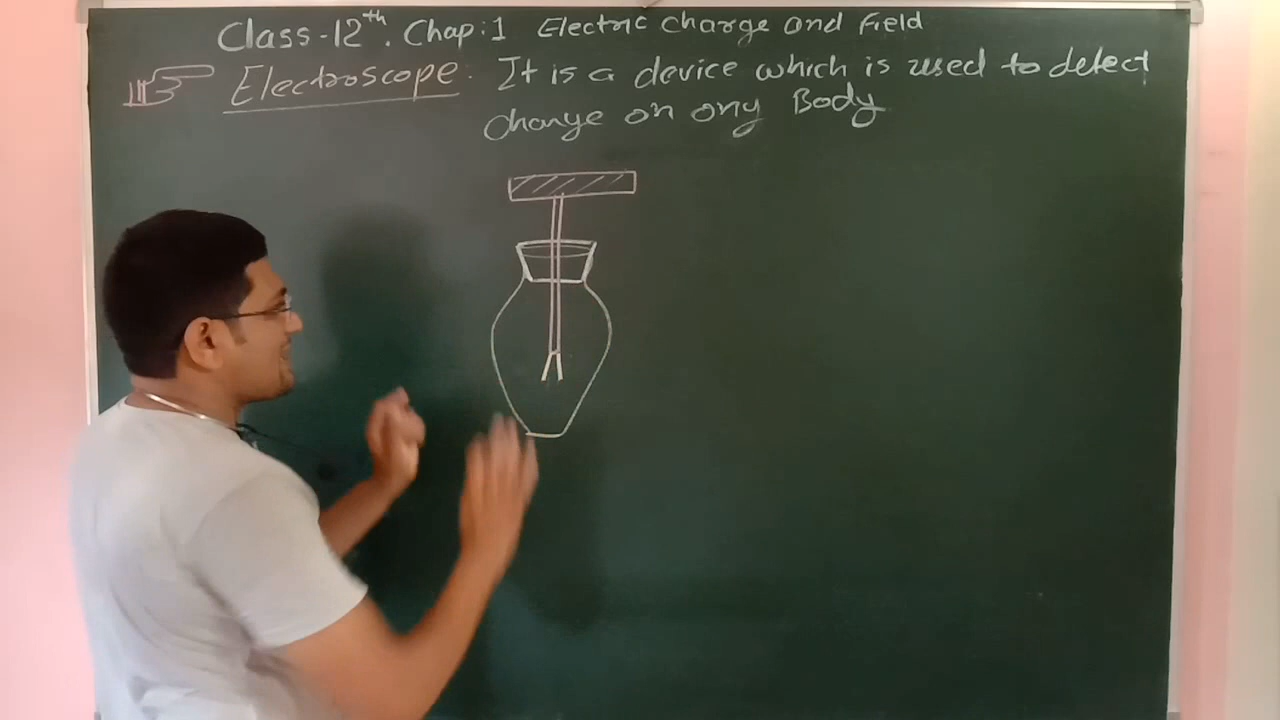 Class-12th. Chap:1 Electric charge and Field
Electroscope: It is a device which is used to detect
charge on any Body